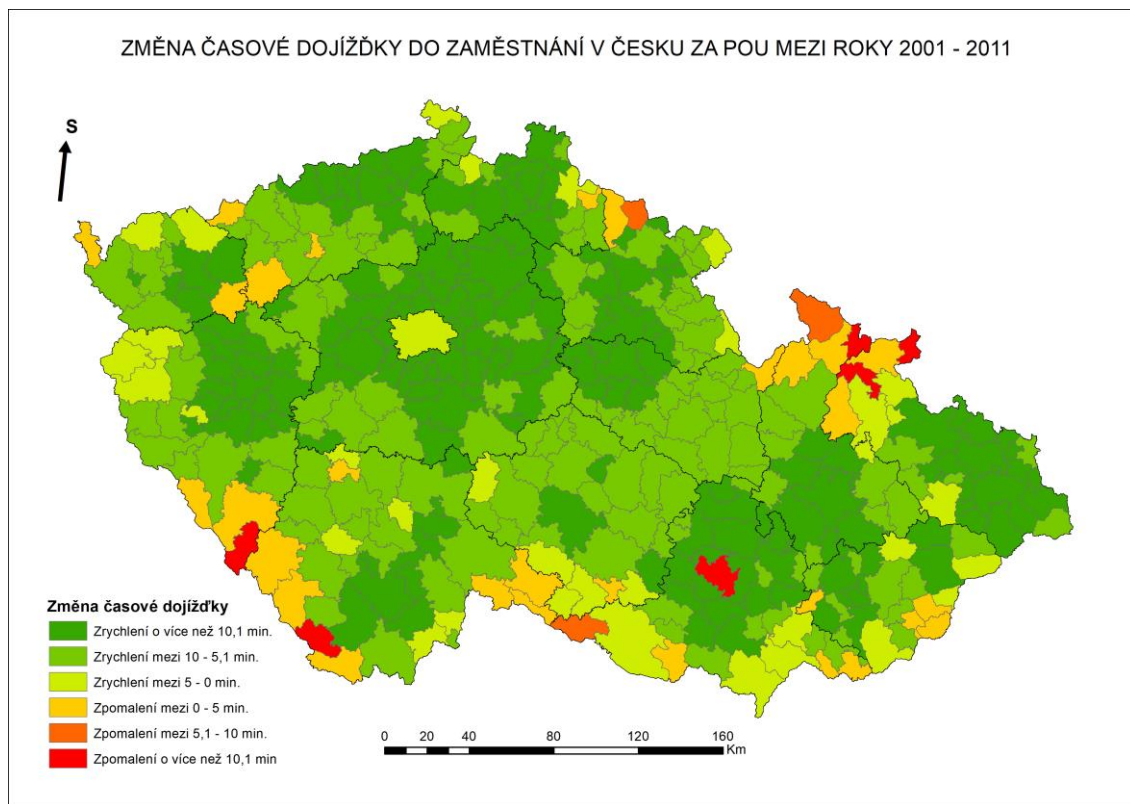 ZMĚNA ČASOVÉ DOJÍŽĎKY DO ZAMĚSTNÁNÍ V ČESKU ZA POU MEZI ROKY 2001 - 2011
S
Změna časové dojížďky
Zrychlení o více než 10,1 min.
Zrychlení mezi 10 - 5,1 min.
Zrychlení mezi 5 - 0 min.
Zpomalení mezi 0 - 5 min.
Zpomalení mezi 5,1 - 10 min.
Zpomalení o více než 10,1 min
0 20 40 80 120 160
Km